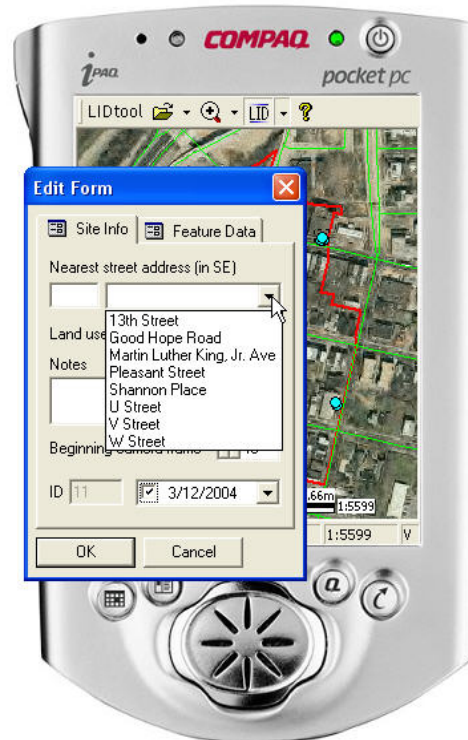 COMPAQ
iPAQ
pocket pc
LIDtool
LID
?
Edit Form
Site Info
Feature Data
Nearest street address (in SE)
13th Street
Good Hope Road
Martin Luther King, Jr. Ave
Pleasant Street
Shannon Place
U Street
V Street
W Street
Land use
Notes
Beginning
ID 11
3/12/2004
.66m
1:5599
1:5599 V
OK Cancel
a